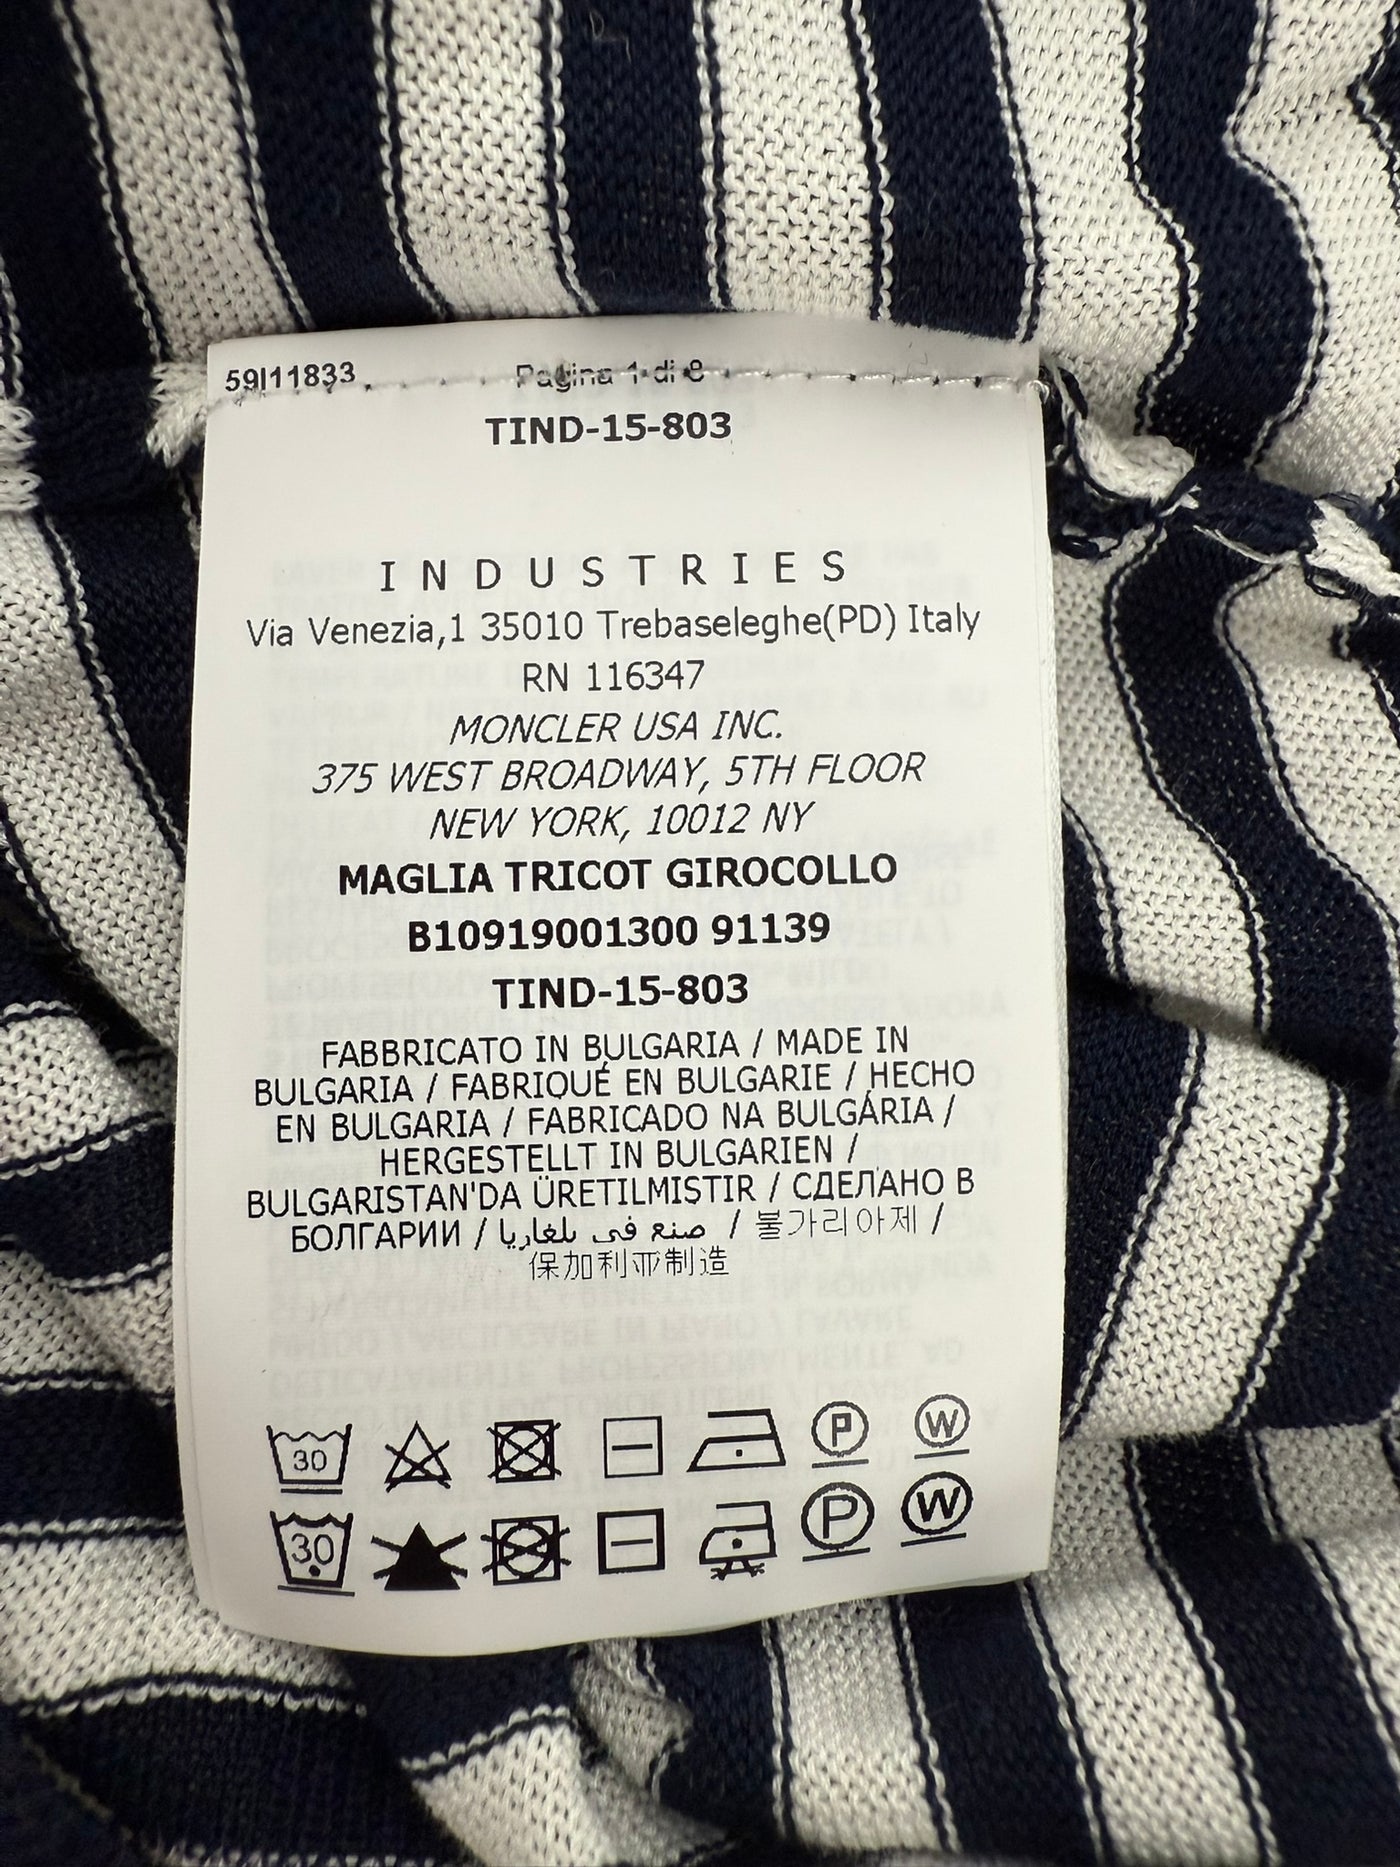 59I11833 Pagina 1 di 8
TIND-15-803
INDUSTRIES
Via Venezia,1 35010 Trebaseleghe(PD) Italy
RN 116347
MONCLER USA INC.
375 WEST BROADWAY, 5TH FLOOR
NEW YORK, 10012 NY
MAGLIA TRICOT GIROCOLLO
B10919001300 91139
TIND-15-803
FABBRICATO IN BULGARIA / MADE IN
BULGARIA / FABRIQUÉ EN BULGARIE / HECHO
EN BULGARIA / FABRICADO NA BULGÁRIA /
HERGESTELLT IN BULGARIEN /
BULGARISTAN'DA ÜRETILMIŞTIR / СДЕЛАНО В
БОЛГАРИИ / صنع في بلغاريا / 불가리아제 /
保加利亚制造
30 P W
30 P W